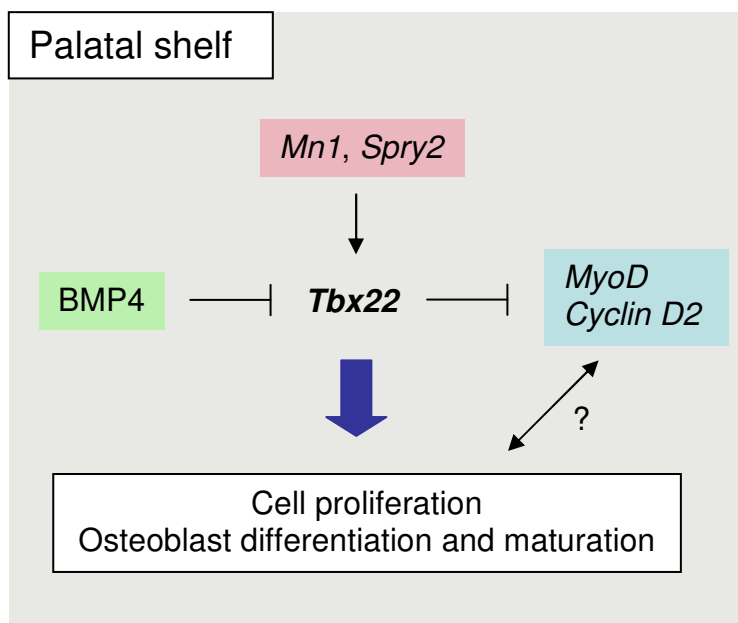 Palatal shelf
Mn1, Spry2
BMP4
Tbx22
MyoD
Cyclin D2
?
Cell proliferation
Osteoblast differentiation and maturation